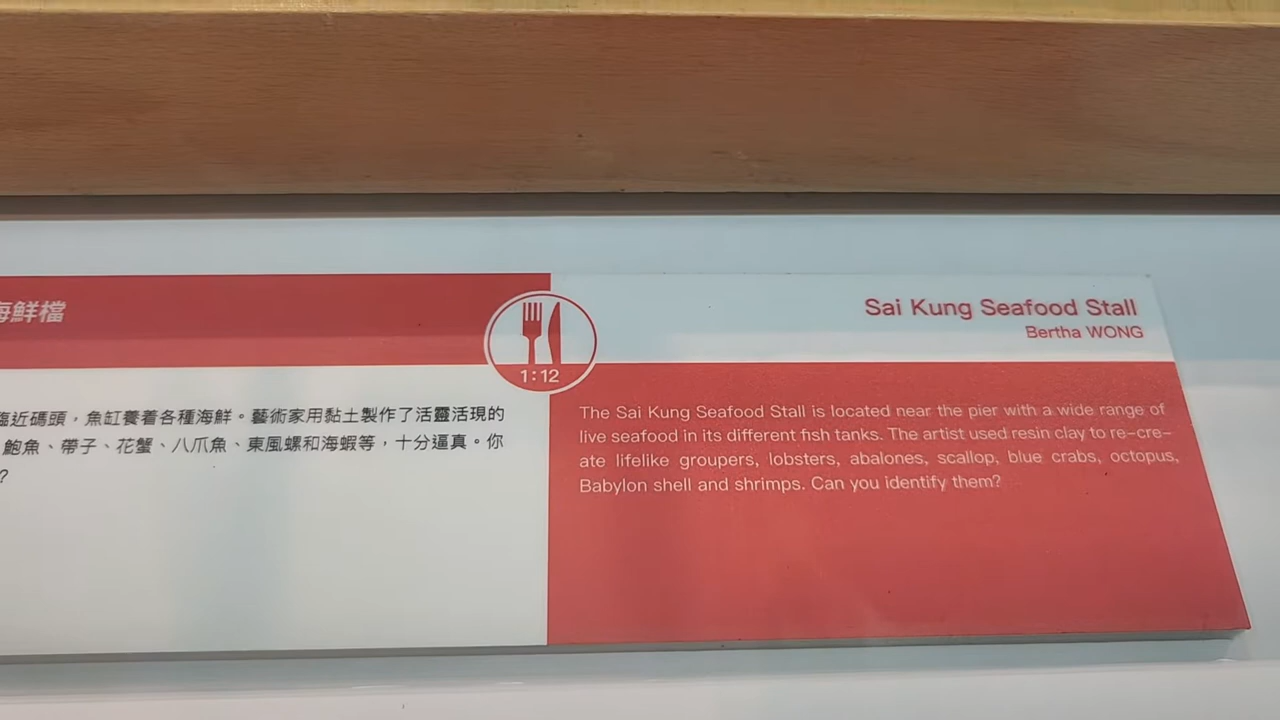 海鮮檔
臨近碼頭，魚缸養着各種海鮮。藝術家用黏土製作了活靈活現的
鮑魚、帶子、花蟹、八爪魚、東風螺和海蝦等，十分逼真。你
?
1:12
Sai Kung Seafood Stall
Bertha WONG
The Sai Kung Seafood Stall is located near the pier with a wide range of
live seafood in its different fish tanks. The artist used resin clay to re-cre-
ate lifelike groupers, lobsters, abalones, scallop, blue crabs, octopus,
Babylon shell and shrimps. Can you identify them?